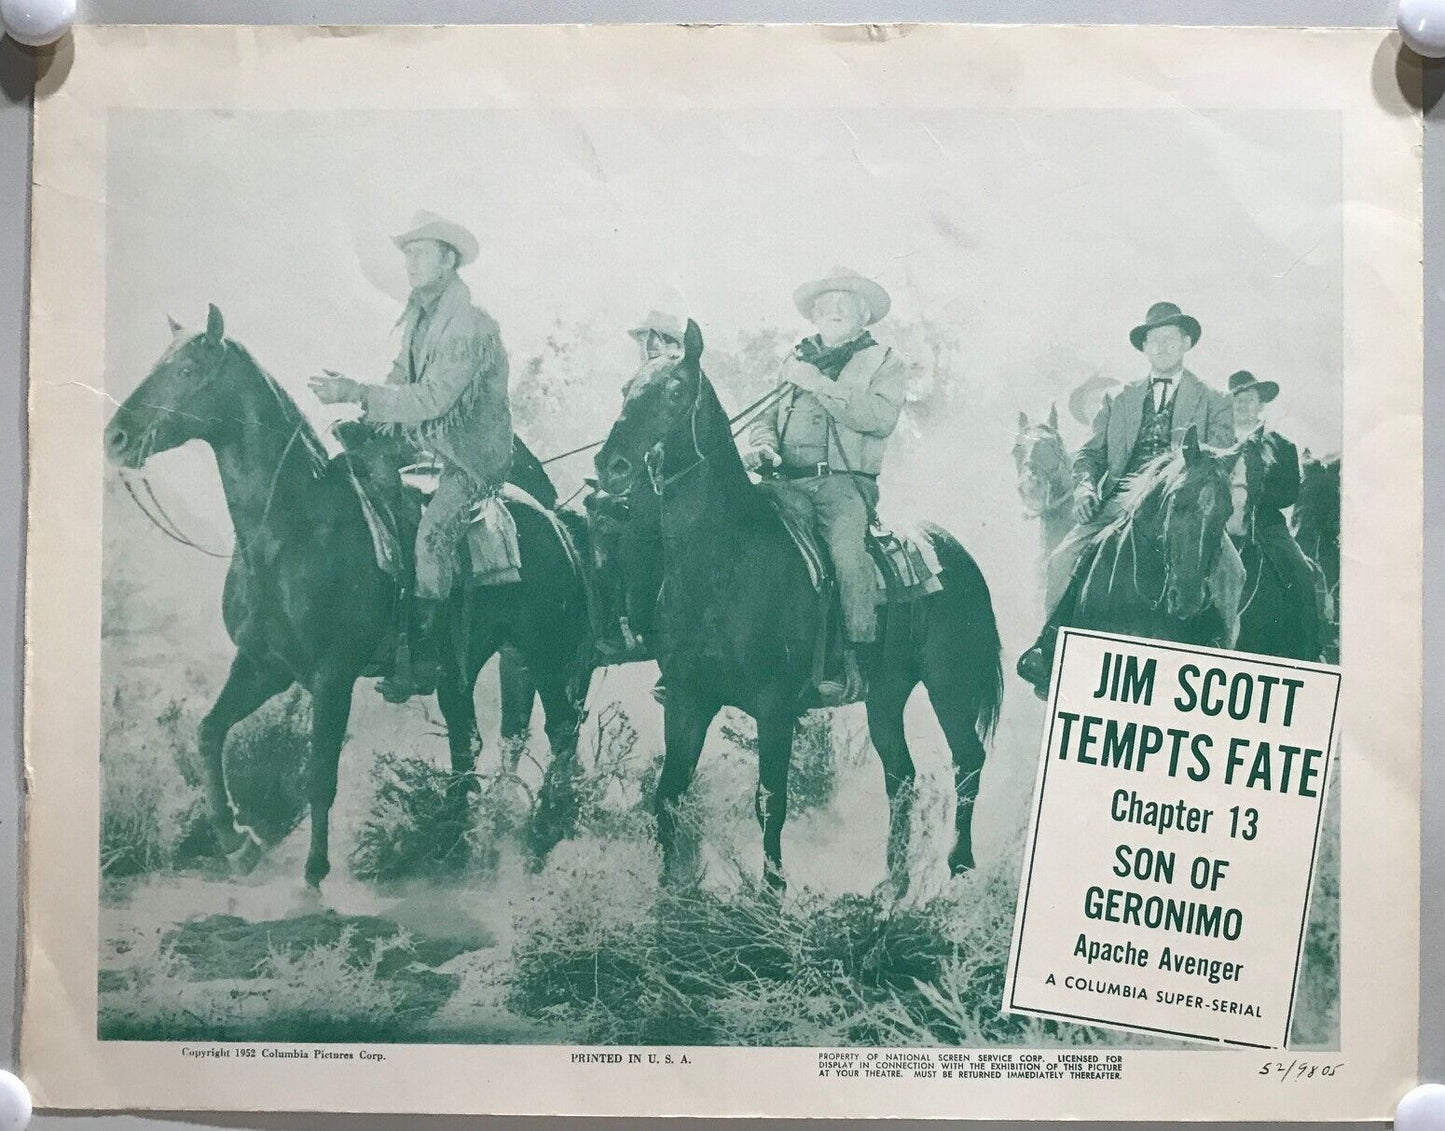 JIM SCOTT
TEMPTS FATE
Chapter 13
SON OF
GERONIMO
Apache Avenger
A COLUMBIA SUPER-SERIAL
Copyright 1952 Columbia Pictures Corp.
PRINTED IN U. S. A.
PROPERTY OF NATIONAL SCREEN SERVICE CORP. LICENSED FOR
DISPLAY IN CONNECTION WITH THE EXHIBITION OF THIS PICTURE
AT YOUR THEATRE. MUST BE RETURNED IMMEDIATELY THEREAFTER.
52/9805